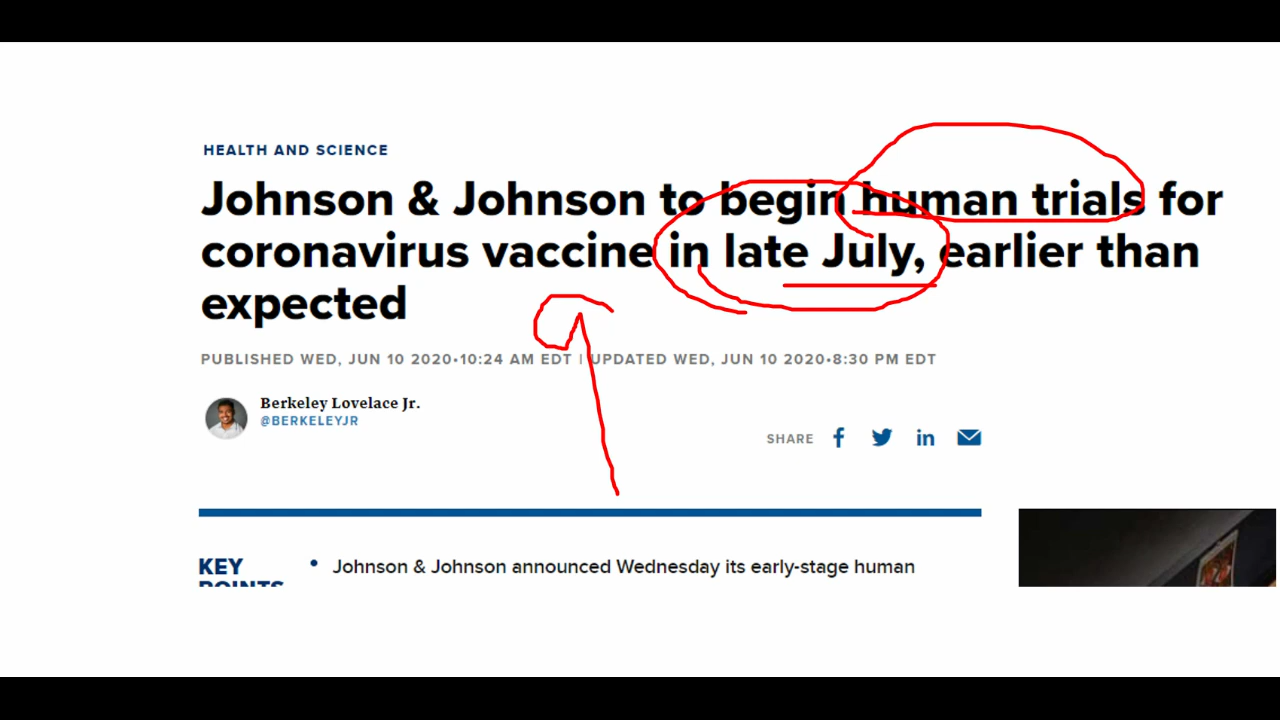 HEALTH AND SCIENCE
Johnson & Johnson to begin human trials for
coronavirus vaccine in late July, earlier than
expected
PUBLISHED WED, JUN 10 2020•10:24 AM EDT | UPDATED WED, JUN 10 2020•8:30 PM EDT
Berkeley Lovelace Jr.
@BERKELEYJR
SHARE
KEY
POINTS
• Johnson & Johnson announced Wednesday its early-stage human